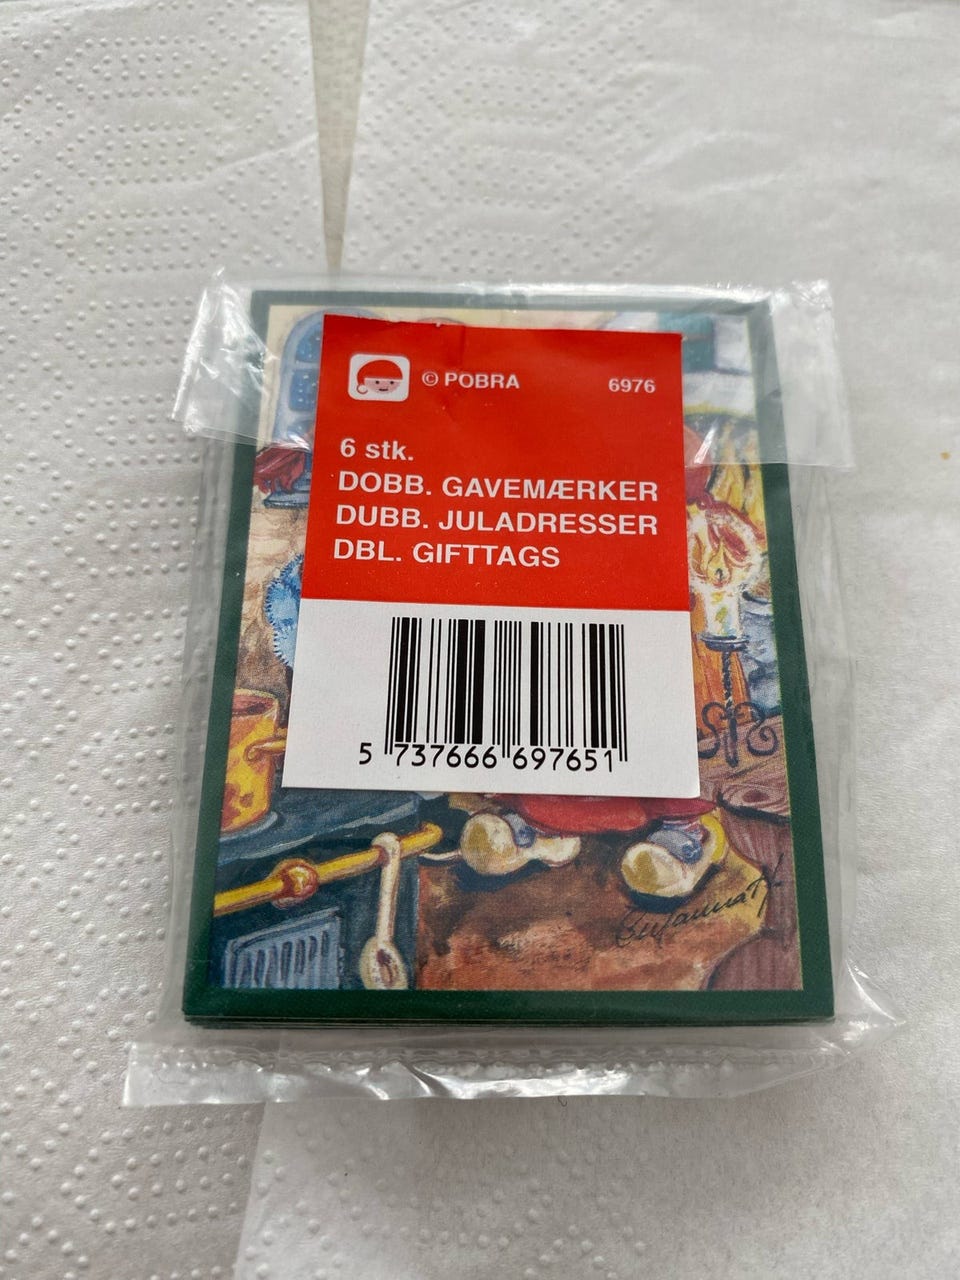 © POBRA 6976
6 stk.
DOBB. GAVEMÆRKER
DUBB. JULADRESSER
DBL. GIFTTAGS
5 737666 697651